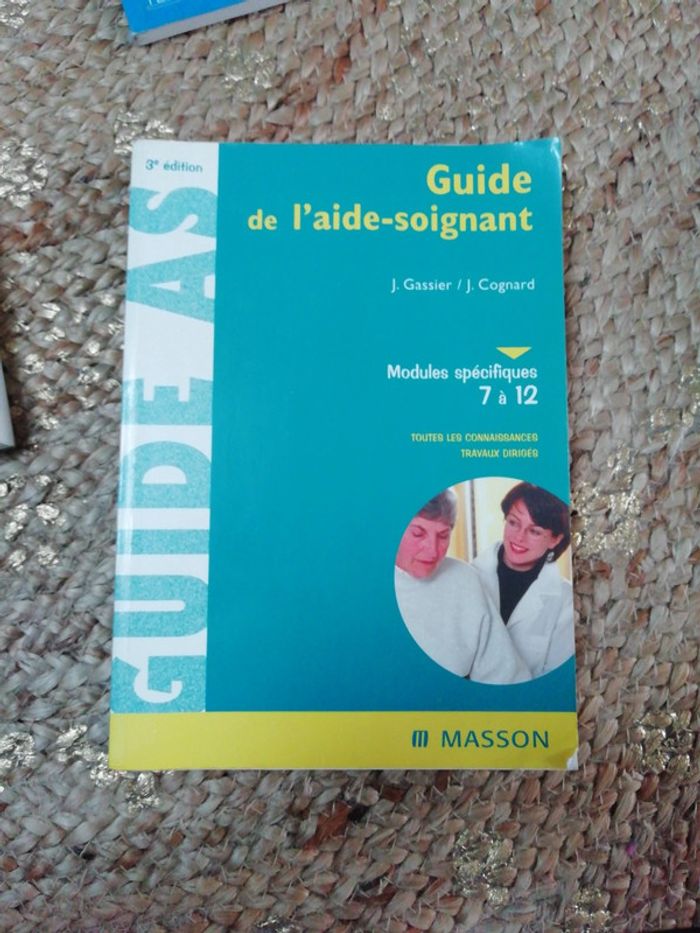 3e édition
GUIDE AS
Guide
de l'aide-soignant
J. Gassier / J. Cognard
Modules spécifiques
7 à 12
TOUTES LES CONNAISSANCES
TRAVAUX DIRIGÉS
MASSON